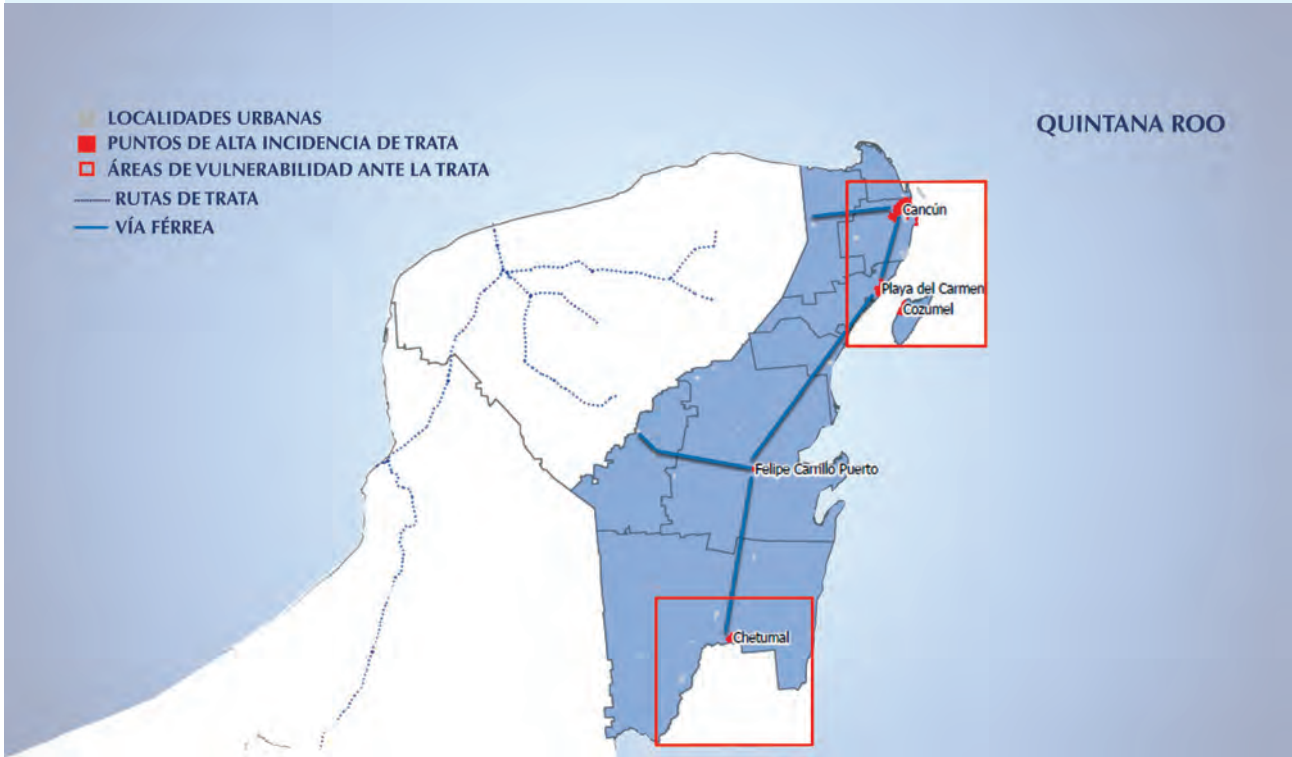 LOCALIDADES URBANAS
PUNTOS DE ALTA INCIDENCIA DE TRATA
ÁREAS DE VULNERABILIDAD ANTE LA TRATA
RUTAS DE TRATA
VÍA FÉRREA
QUINTANA ROO
Cancún
Playa del Carmen
Cozumel
Felipe Carrillo Puerto
Chetumal